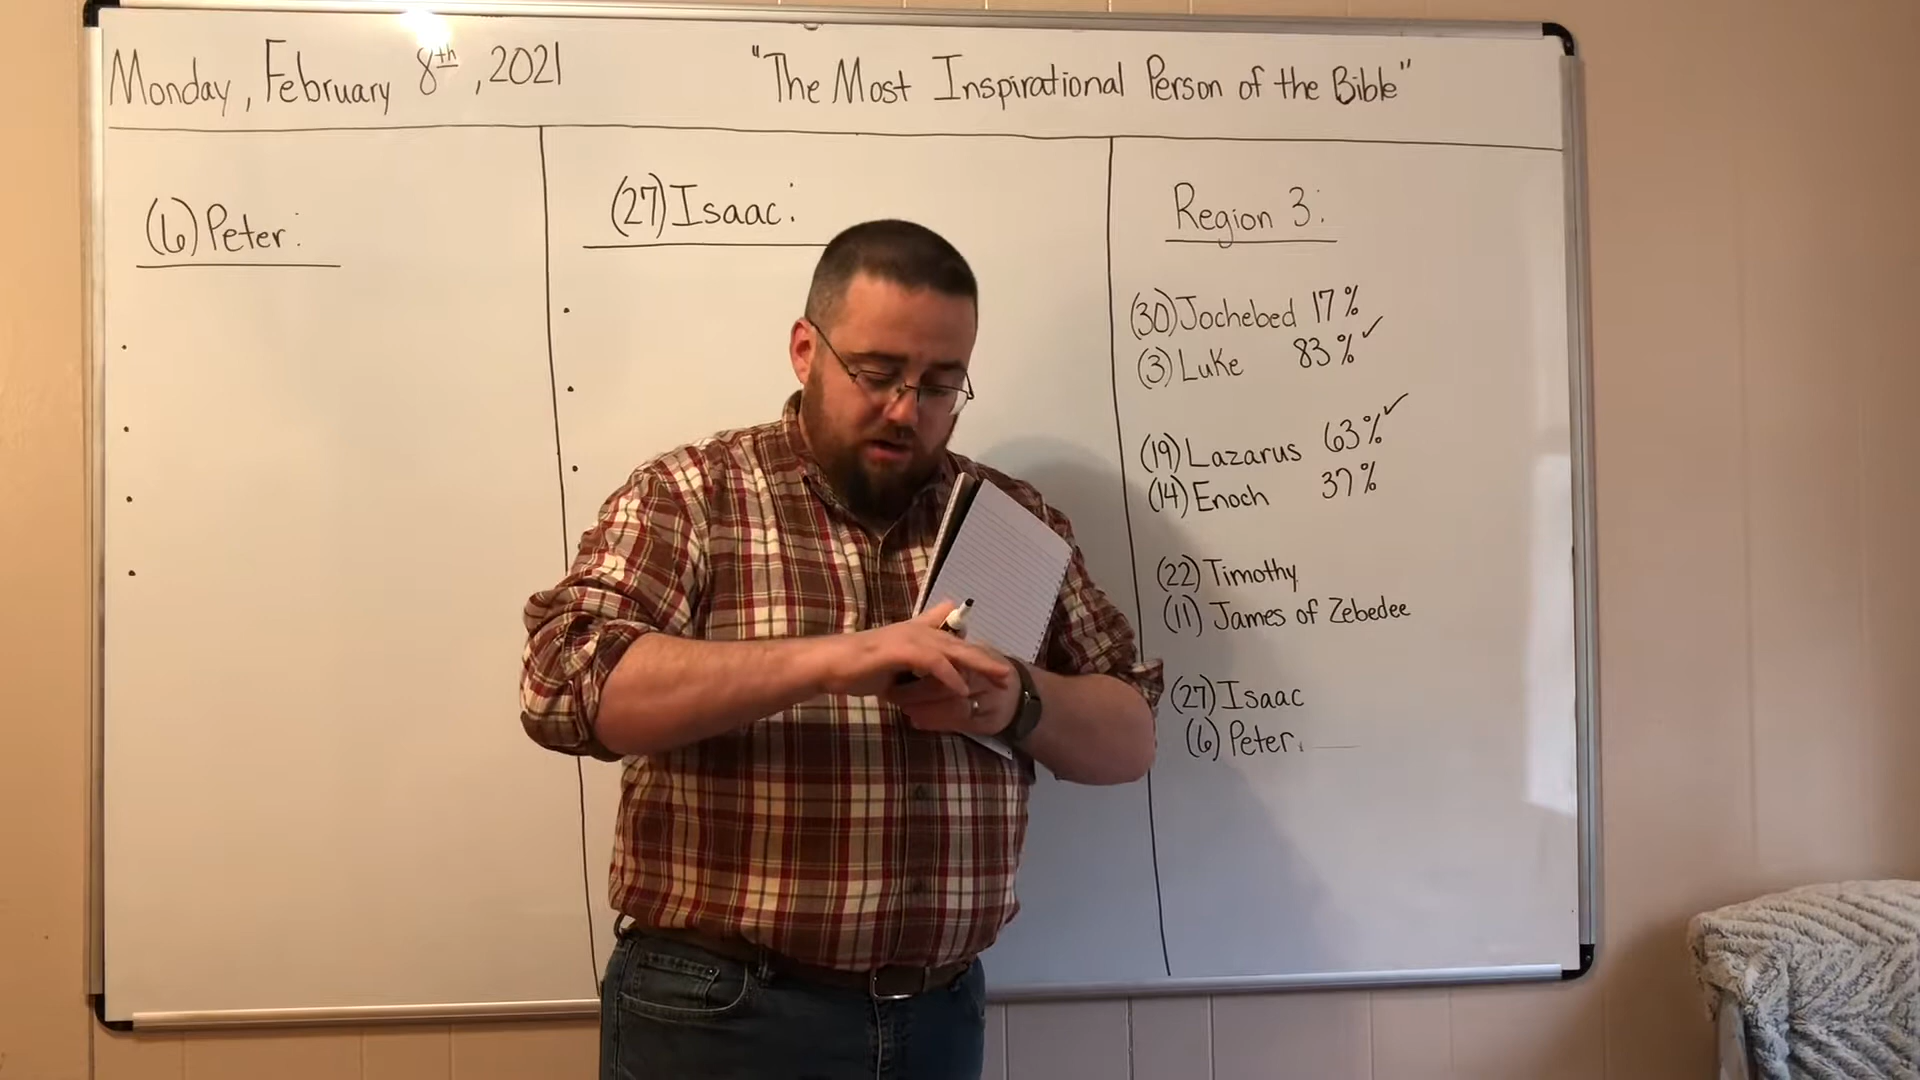 Monday, February 8th, 2021
"The Most Inspirational Person of the Bible"
(6) Peter:
(27) Isaac:
Region 3:
(30) Jochebed 17%
(3) Luke 83% ✓
(19) Lazarus 63% ✓
(14) Enoch 37%
(22) Timothy
(11) James of Zebedee
(27) Isaac
(6) Peter